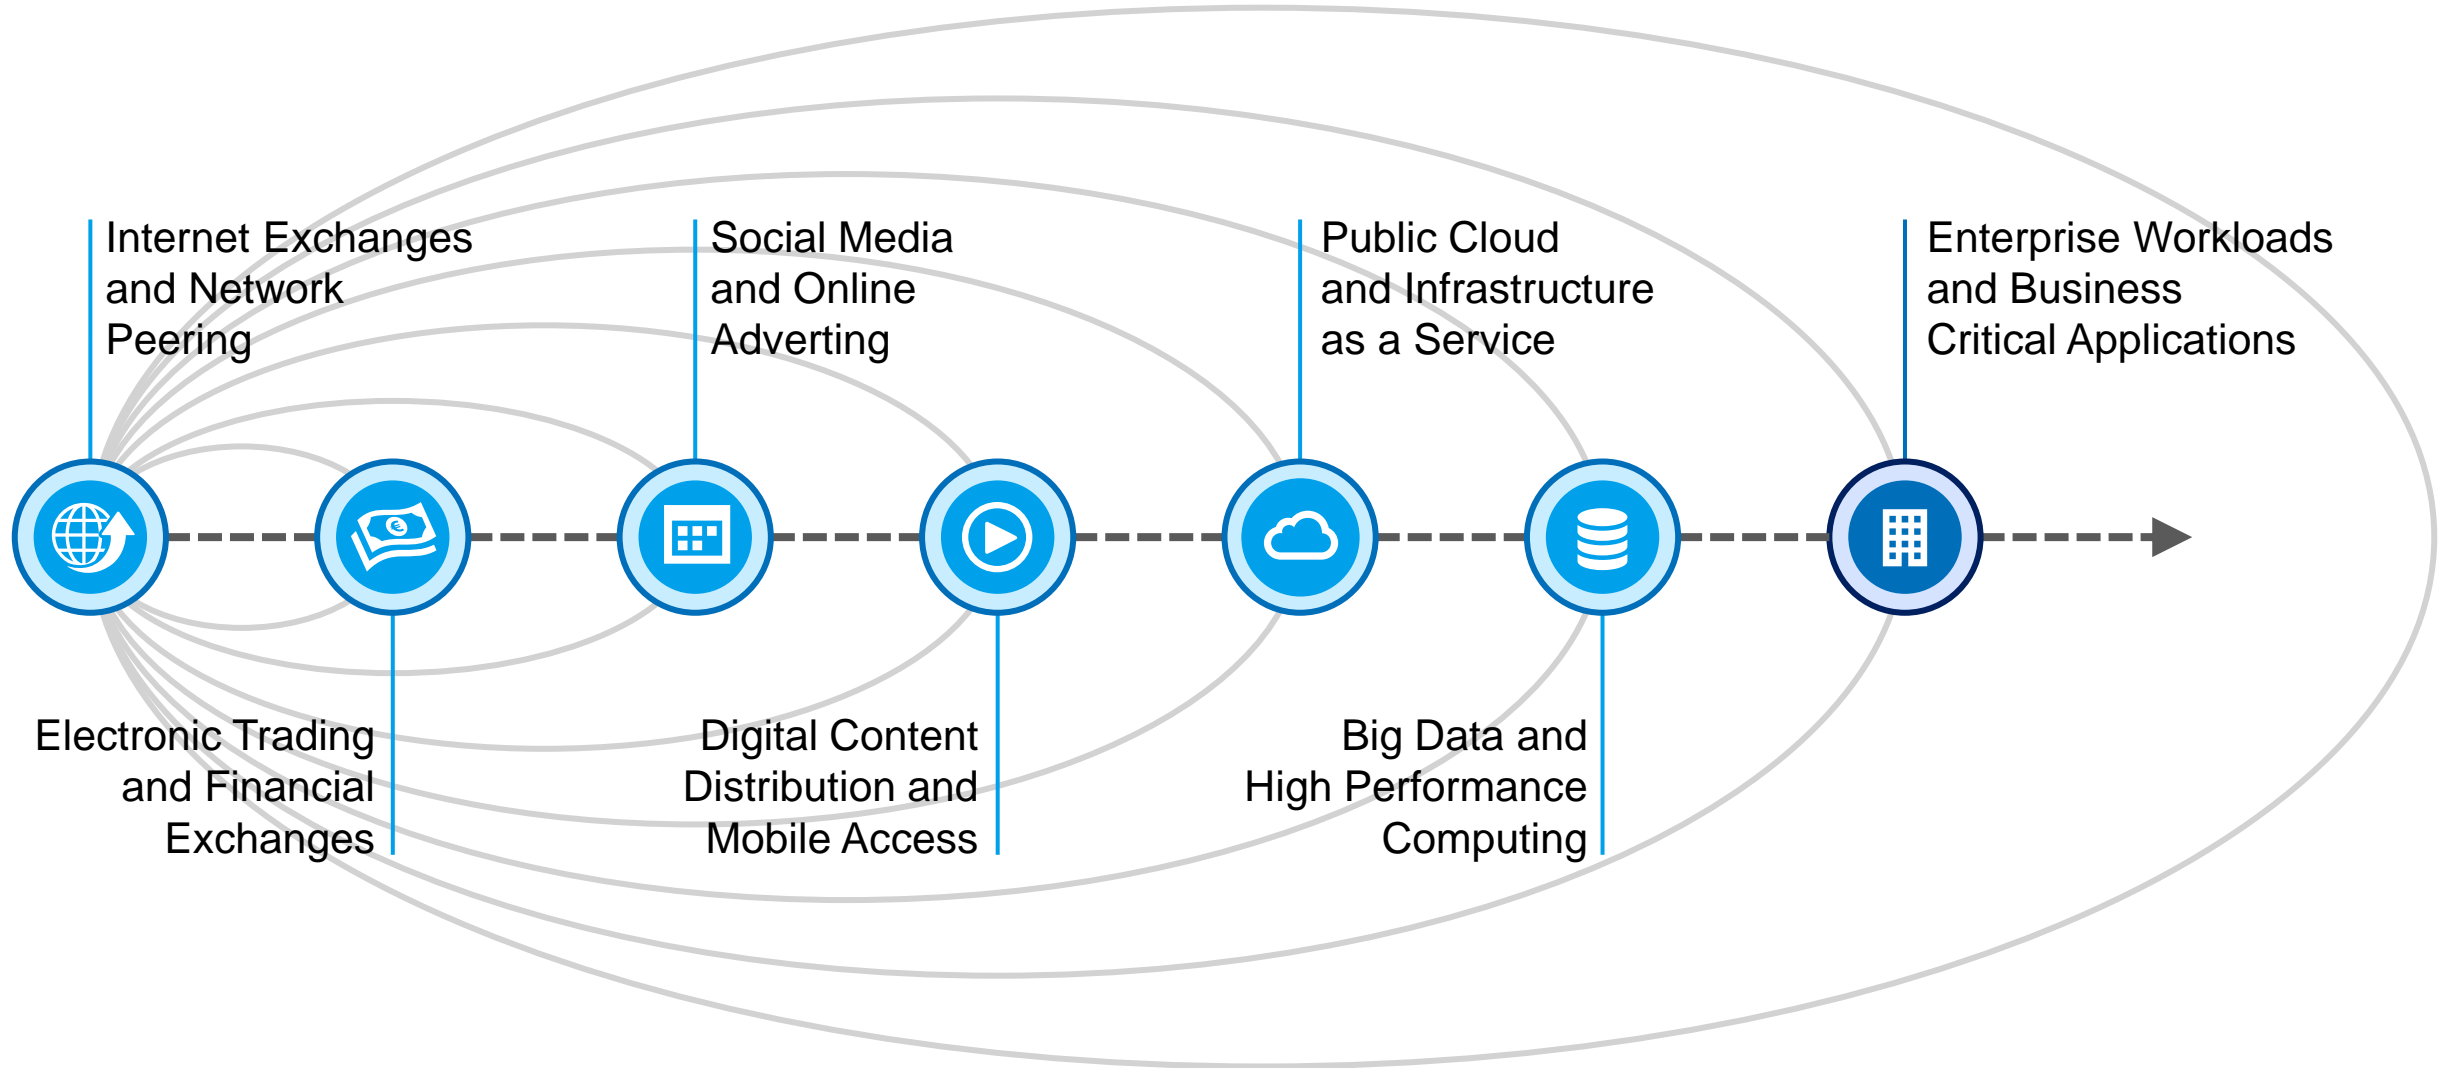 Internet Exchanges
and Network
Peering
Social Media
and Online
Adverting
Public Cloud
and Infrastructure
as a Service
Enterprise Workloads
and Business
Critical Applications
€
Electronic Trading
and Financial
Exchanges
Digital Content
Distribution and
Mobile Access
Big Data and
High Performance
Computing